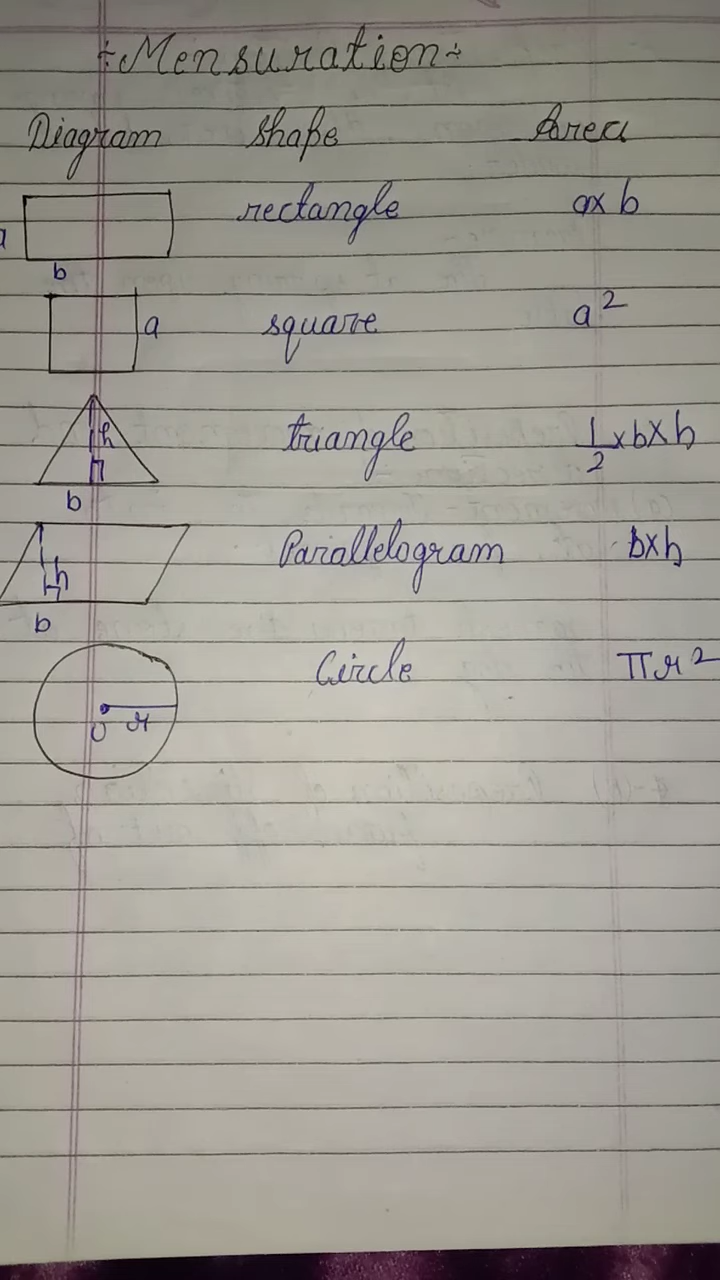 ÷Mensuration÷
Diagram shape Area
a rectangle a×b
b
a square a²
h triangle 1/2×b×h
b
h Parallelogram b×h
b
Circle πr²
O r